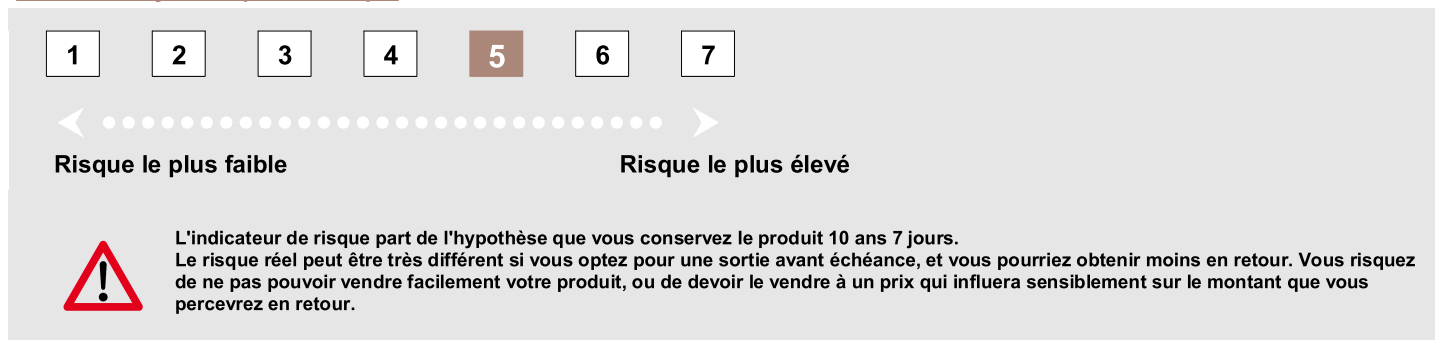 1 2 3 4 5 6 7
Risque le plus faible Risque le plus élevé
L'indicateur de risque part de l'hypothèse que vous conservez le produit 10 ans 7 jours.
Le risque réel peut être très différent si vous optez pour une sortie avant échéance, et vous pourriez obtenir moins en retour. Vous risquez
de ne pas pouvoir vendre facilement votre produit, ou de devoir le vendre à un prix qui influera sensiblement sur le montant que vous
percevrez en retour.